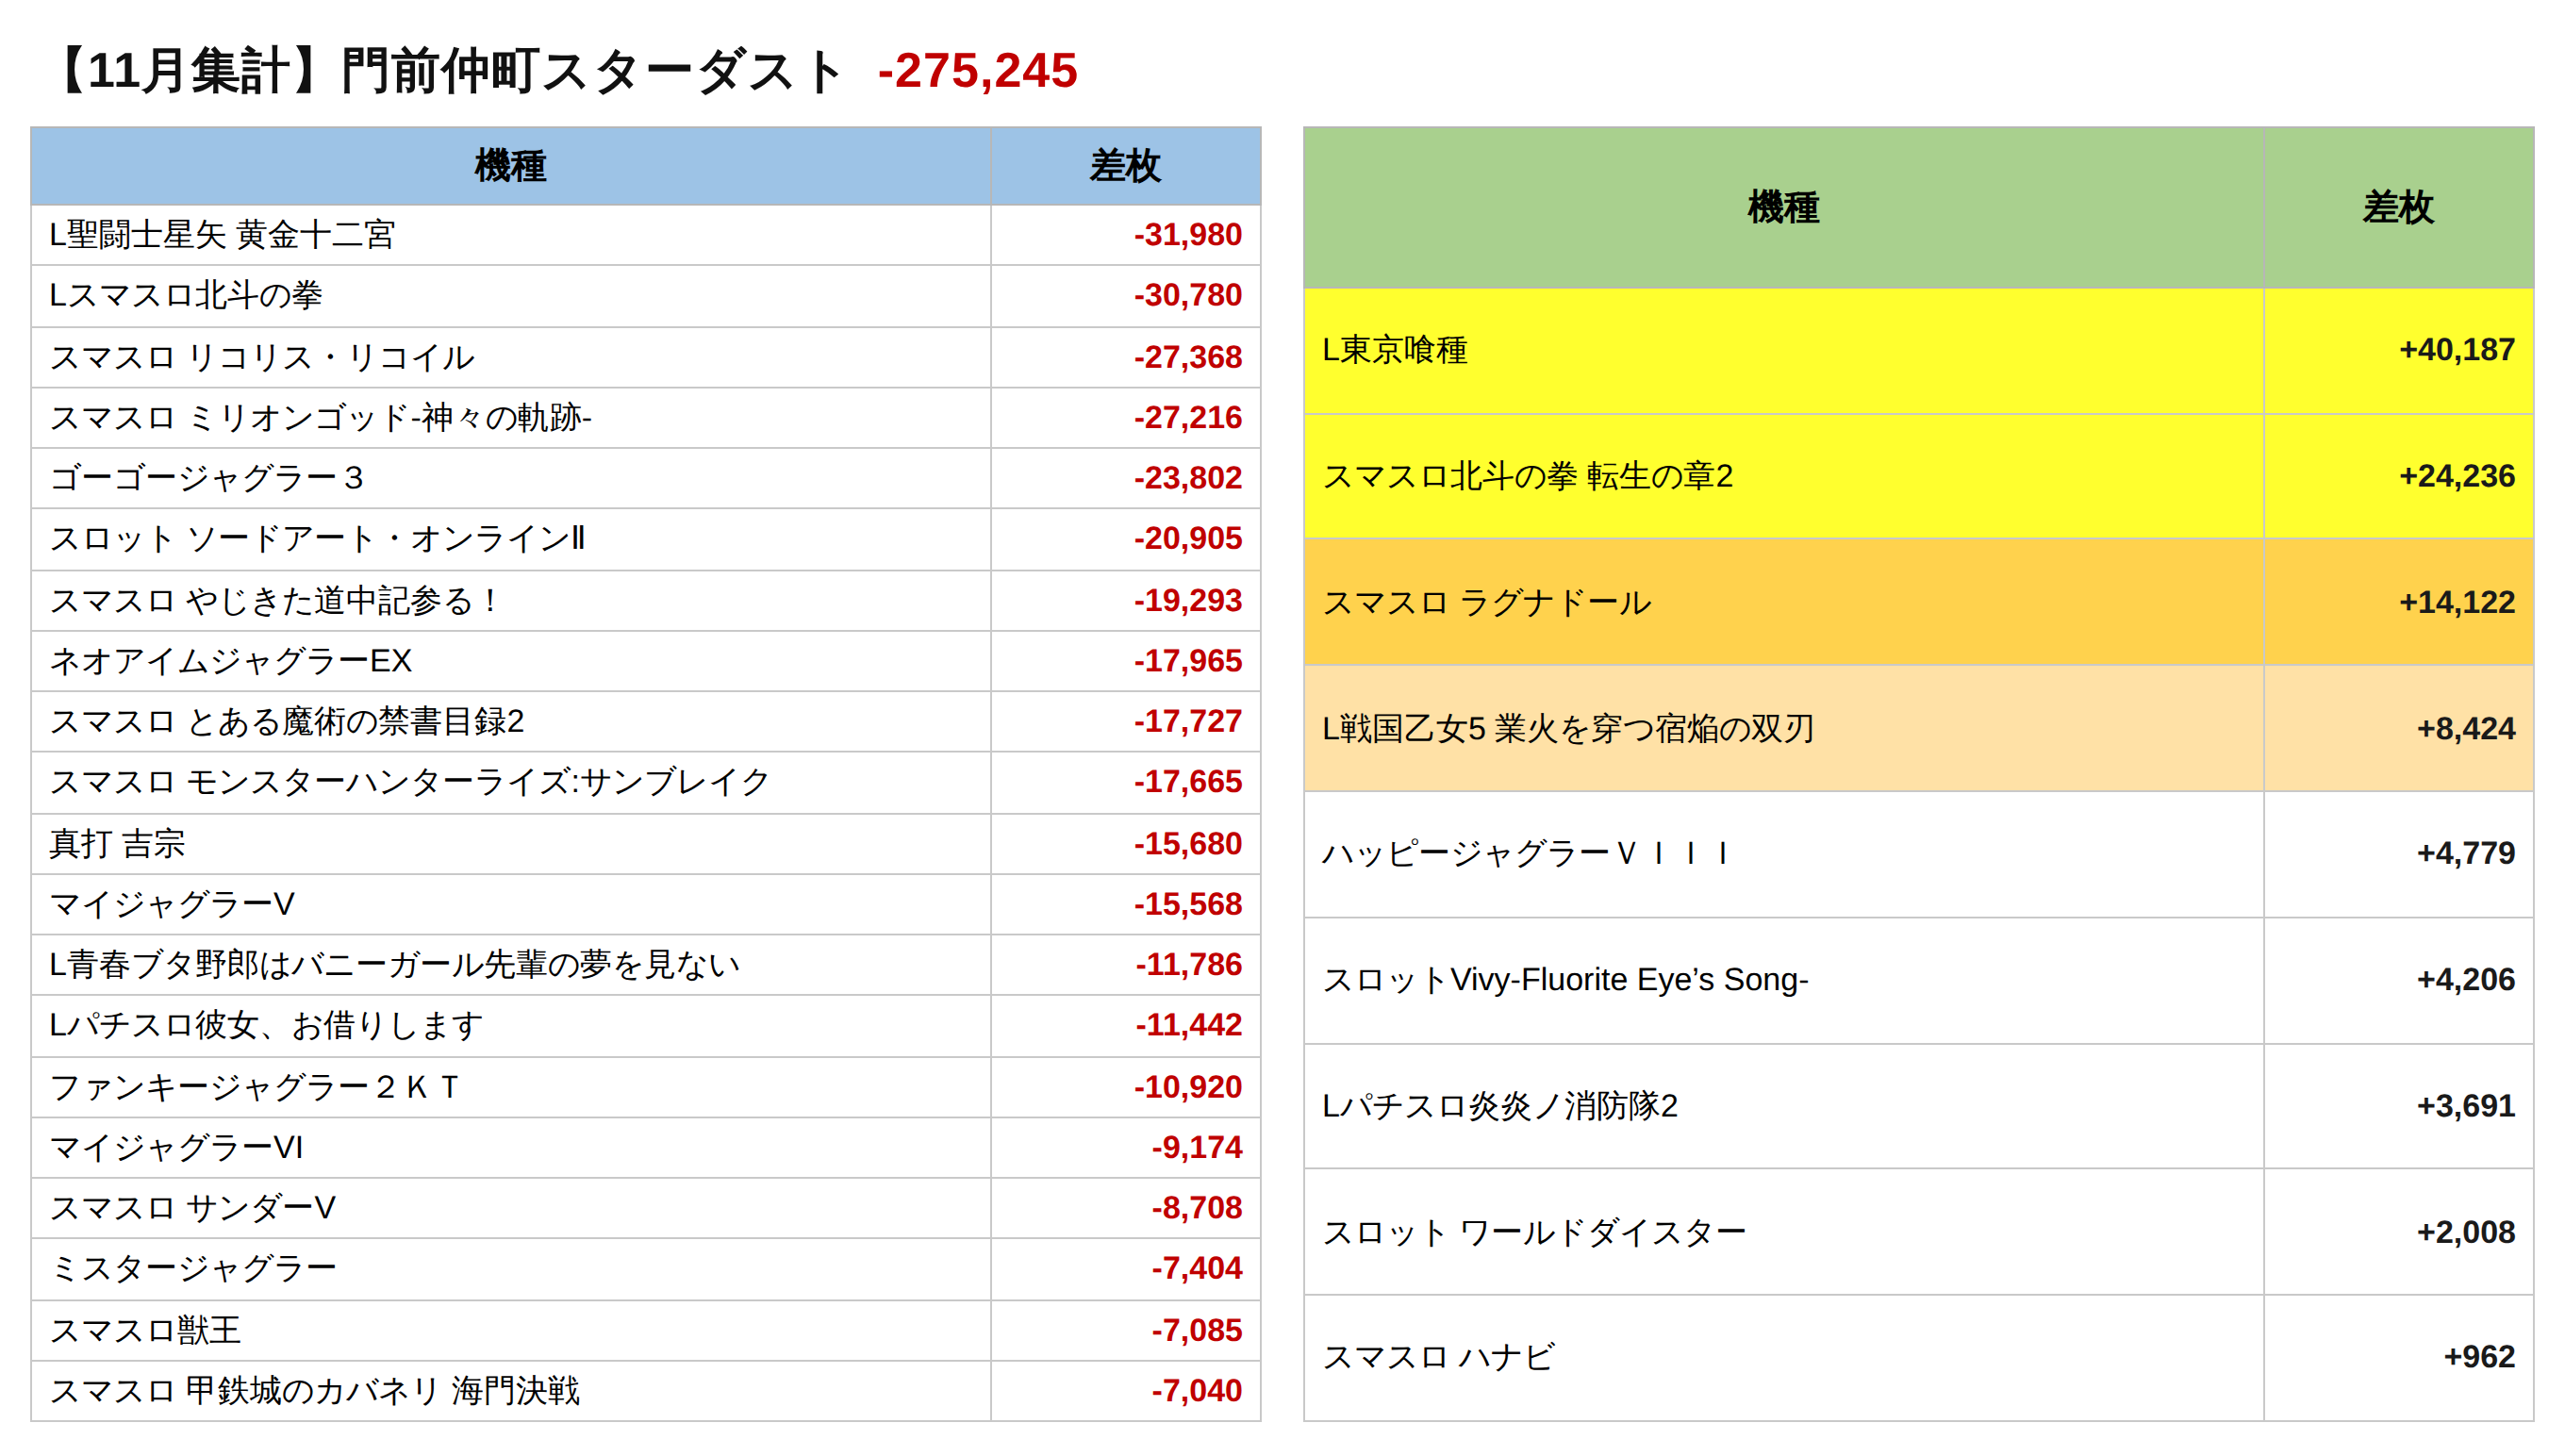 【11月集計】門前仲町スターダスト -275,245
機種 差枚
L聖闘士星矢 黄金十二宮 -31,980
Lスマスロ北斗の拳 -30,780
スマスロ リコリス・リコイル -27,368
スマスロ ミリオンゴッド-神々の軌跡- -27,216
ゴーゴージャグラー３ -23,802
スロット ソードアート・オンラインⅡ -20,905
スマスロ やじきた道中記参る！ -19,293
ネオアイムジャグラーEX -17,965
スマスロ とある魔術の禁書目録2 -17,727
スマスロ モンスターハンターライズ:サンブレイク -17,665
真打 吉宗 -15,680
マイジャグラーV -15,568
L青春ブタ野郎はバニーガール先輩の夢を見ない -11,786
Lパチスロ彼女、お借りします -11,442
ファンキージャグラー２ＫＴ -10,920
マイジャグラーVI -9,174
スマスロ サンダーV -8,708
ミスタージャグラー -7,404
スマスロ獣王 -7,085
スマスロ 甲鉄城のカバネリ 海門決戦 -7,040
機種 差枚
L東京喰種 +40,187
スマスロ北斗の拳 転生の章2 +24,236
スマスロ ラグナドール +14,122
L戦国乙女5 業火を穿つ宿焔の双刃 +8,424
ハッピージャグラーＶＩＩＩ +4,779
スロットVivy-Fluorite Eye’s Song- +4,206
Lパチスロ炎炎ノ消防隊2 +3,691
スロット ワールドダイスター +2,008
スマスロ ハナビ +962